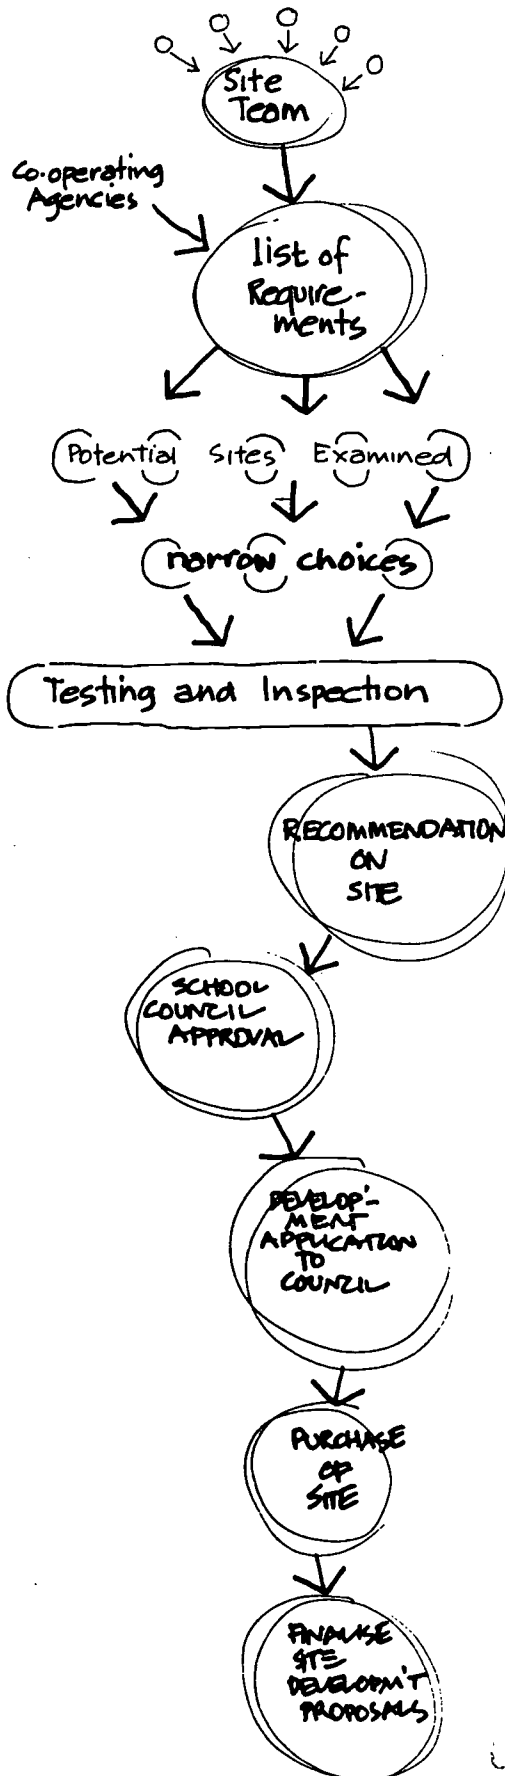 Site
Team
Co-operating
Agencies
list of
Require-
ments
Potential Sites Examined
narrow choices
Testing and Inspection
RECOMMENDATION
ON
SITE
SCHOOL
COUNCIL
APPROVAL
DEVELOP'-
MENT
APPLICATION
TO
COUNCIL
PURCHASE
OF
SITE
FINALISE
SITE
DEVELOPM'T
PROPOSALS